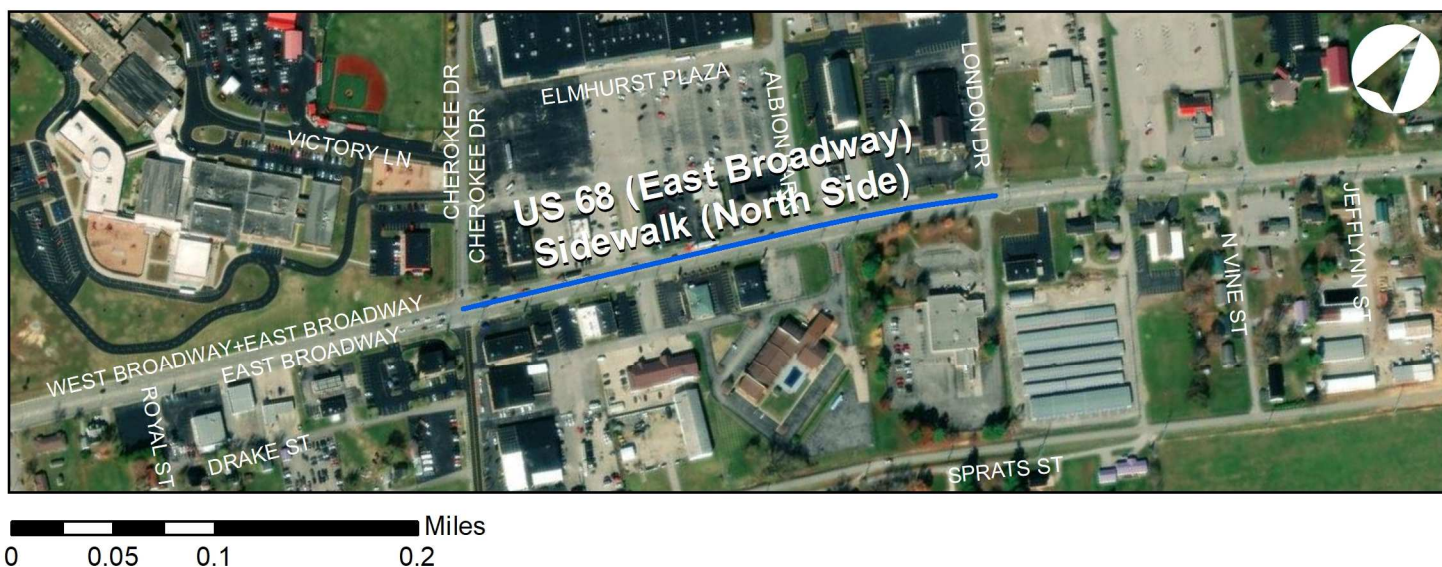 ELMHURST PLAZA
CHEROKEE DR
CHEROKEE DR
VICTORY LN
LONDON DR
US 68 (East Broadway)
Sidewalk (North Side)
JEFFLYNN ST
N VINE ST
WEST BROADWAY+EAST BROADWAY
EAST BROADWAY
ROYAL ST
DRAKE ST
SPRATS ST
Miles
0 0.05 0.1 0.2